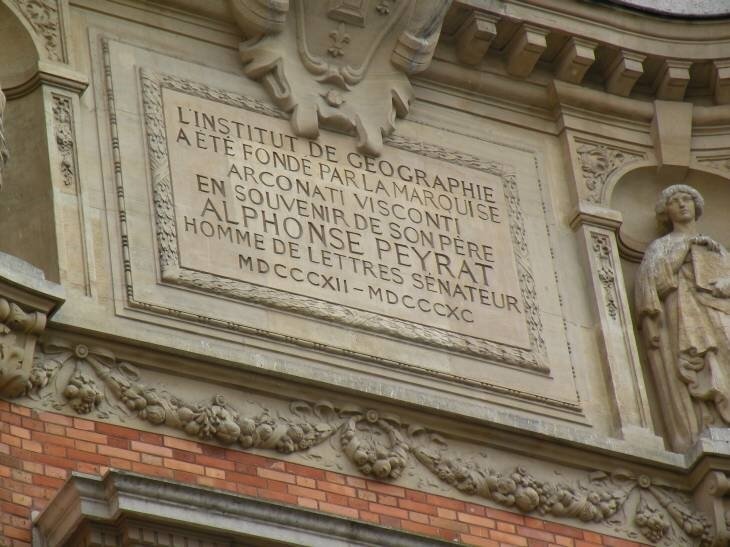 L'INSTITUT DE GÉOGRAPHIE
A ÉTÉ FONDÉ PAR LA MARQUISE
ARCONATI VISCONTI
EN SOUVENIR DE SON PÈRE
ALPHONSE PEYRAT
HOMME DE LETTRES SÉNATEUR
MDCCCXII – MDCCCXC